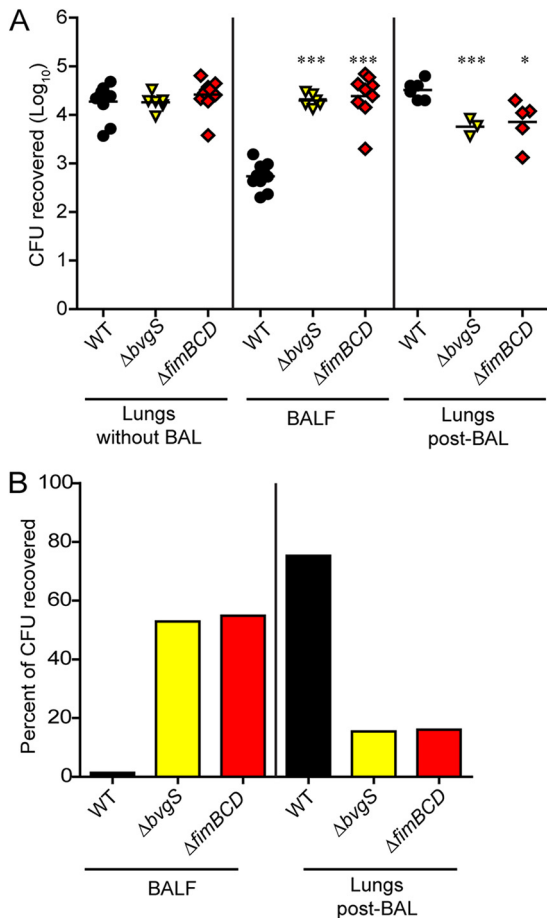 A
CFU recovered (Log10)
6
5
4
3
2
1
0
*** *** *** *
WT ΔbvgS ΔfimBCD WT ΔbvgS ΔfimBCD WT ΔbvgS ΔfimBCD
Lungs
without BAL
BALF
Lungs
post-BAL
B
Percent of CFU recovered
100
80
60
40
20
0
WT ΔbvgS ΔfimBCD WT ΔbvgS ΔfimBCD
BALF
Lungs
post-BAL